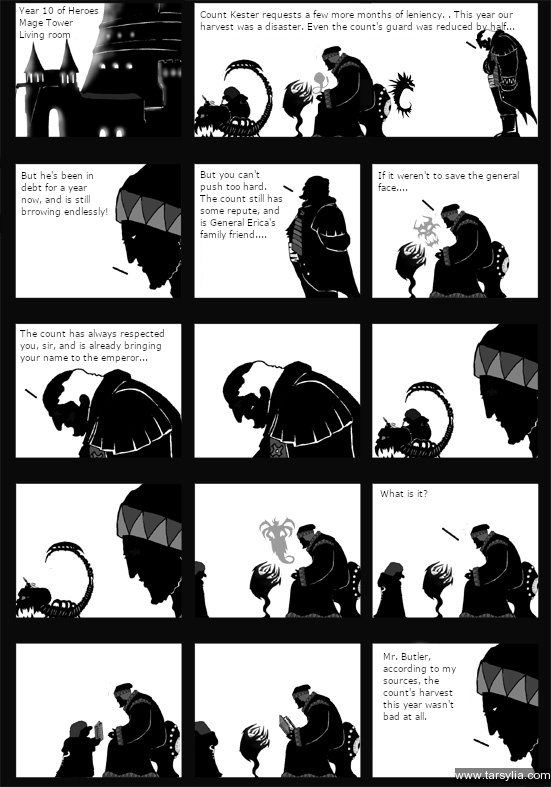 Year 10 of Heroes
Mage Tower
Living room
Count Kester requests a few more months of leniency. . This year our
harvest was a disaster. Even the count's guard was reduced by half...
But he's been in
debt for a year
now, and is still
brrowing endlessly!
But you can't
push too hard.
The count still has
some repute, and
is General Erica's
family friend....
If it weren't to save the general
face....
The count has always respected
you, sir, and is already bringing
your name to the emperor...
What is it?
Mr. Butler,
according to my
sources, the
count's harvest
this year wasn't
bad at all.
www.tarsylia.com